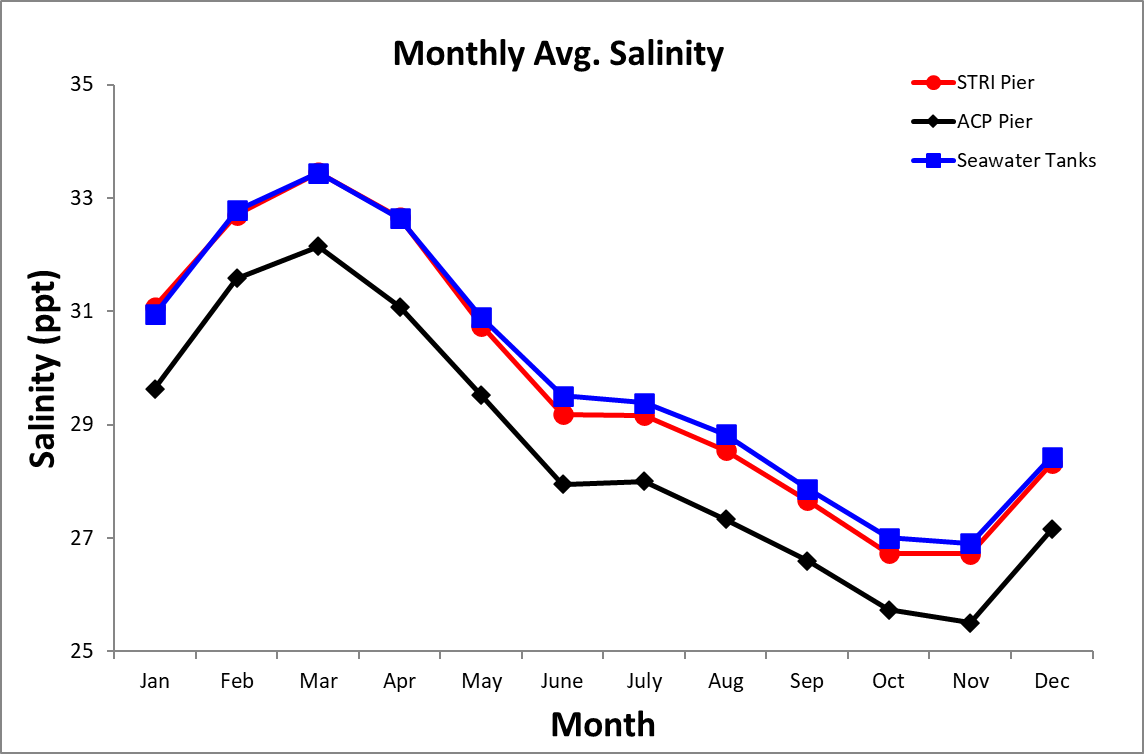 Monthly Avg. Salinity
STRI Pier
ACP Pier
Seawater Tanks
35
33
31
29
27
25
Salinity (ppt)
Jan Feb Mar Apr May June July Aug Sep Oct Nov Dec
Month